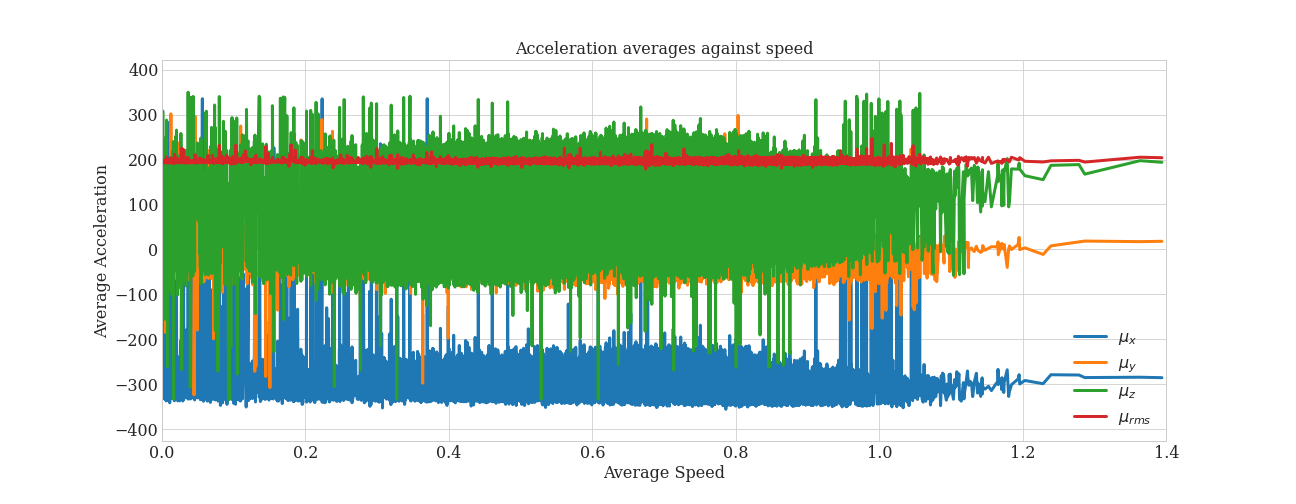 Acceleration averages against speed
Average Acceleration
400
300
200
100
0
−100
−200
−300
−400
0.0 0.2 0.4 0.6 0.8 1.0 1.2 1.4
Average Speed
μx
μy
μz
μrms